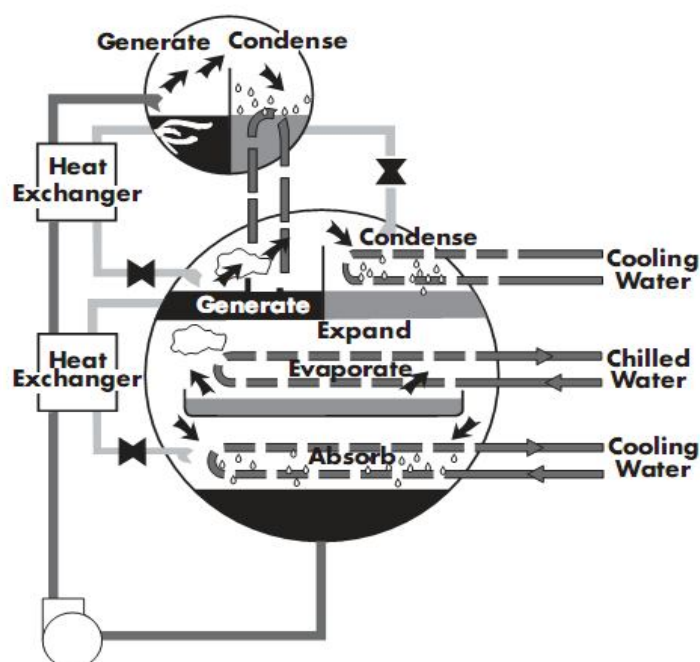 Generate
Condense
Heat
Exchanger
Condense
Cooling
Water
Generate
Expand
Heat
Exchanger
Evaporate
Chilled
Water
Absorb
Cooling
Water